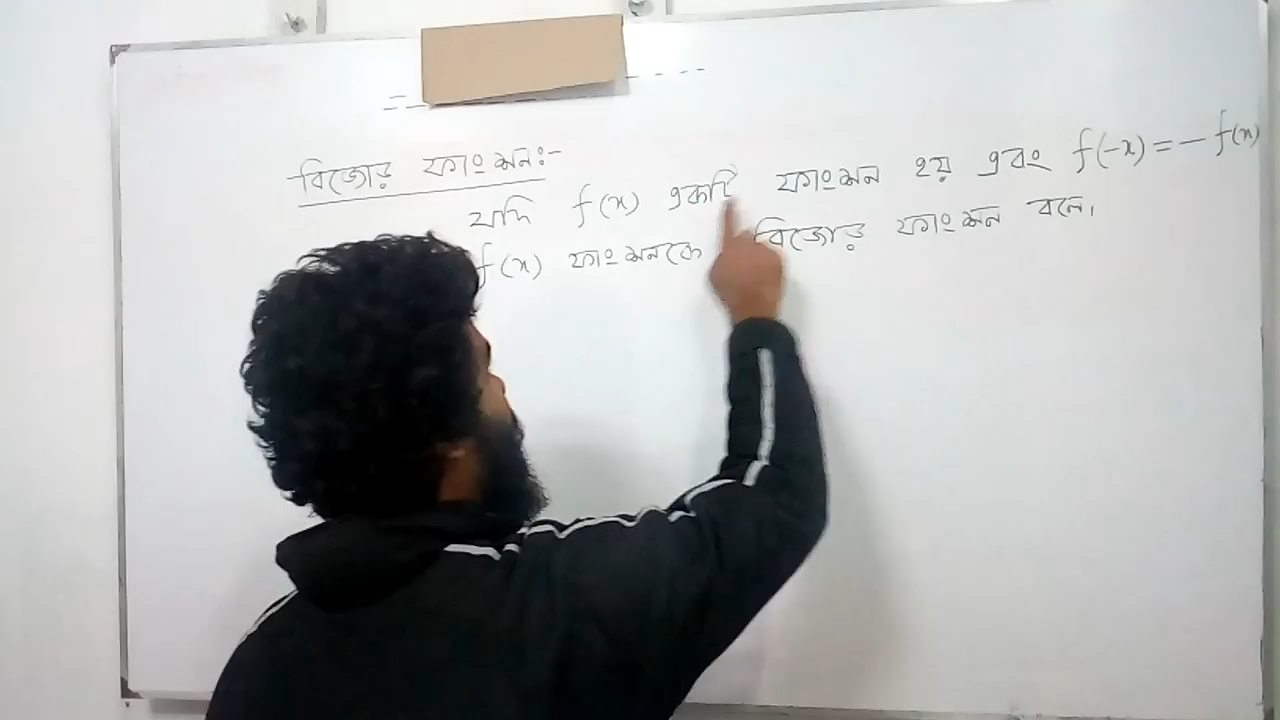 বিজোড় ফাংশন:-
যদি f(x) একটি ফাংশন হয় এবং f(-x) = - f(x)
f(x) ফাংশনকে বিজোড় ফাংশন বলে।